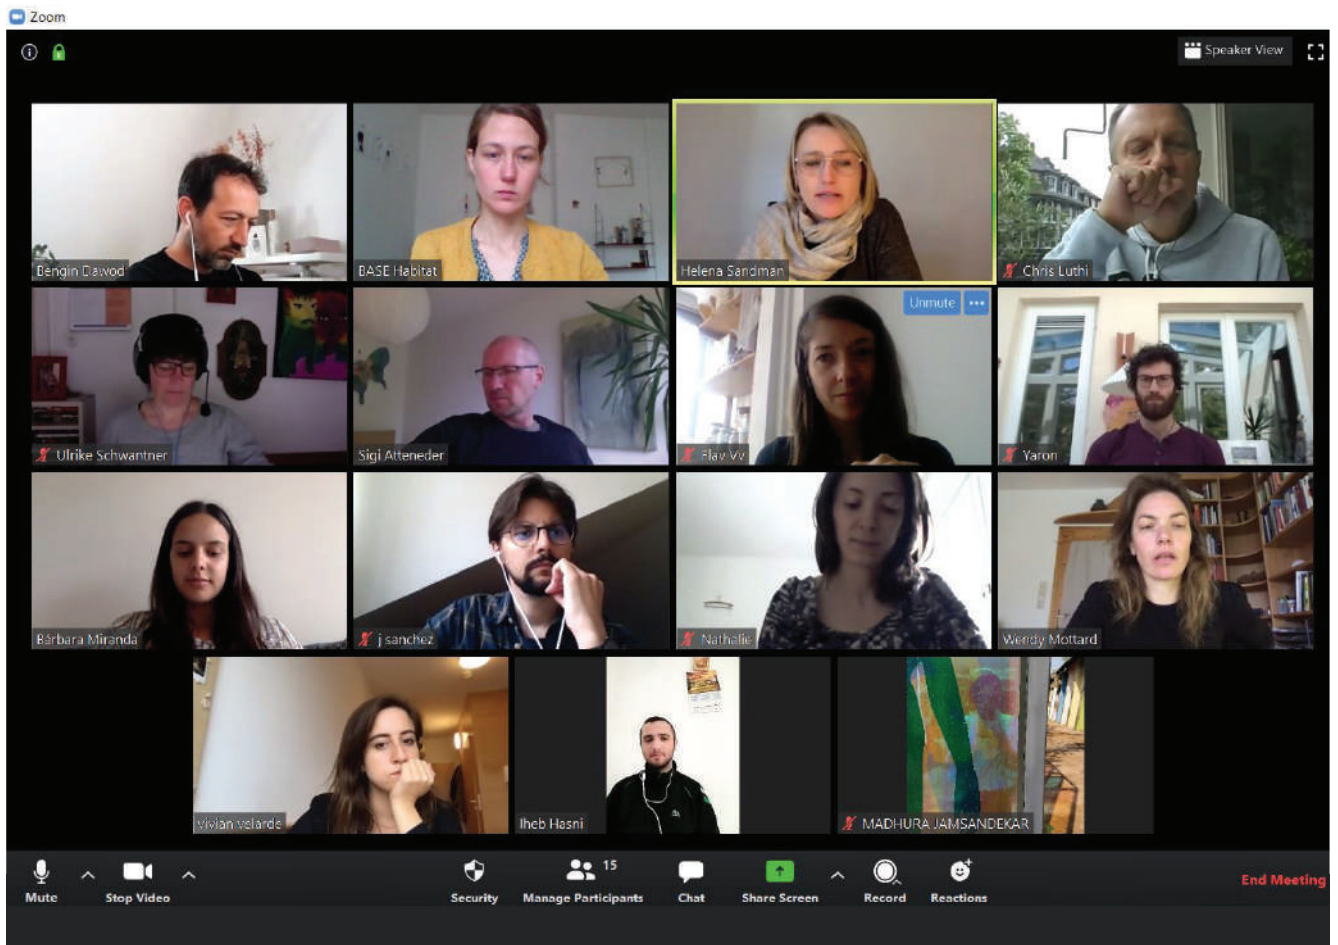 Zoom
Speaker View
Bengin Dawod
BASE Habitat
Helena Sandman
Chris Luthi
Unmute
Ulrike Schwantner
Sigi Atteneder
Flav Vv
Yaron
Bárbara Miranda
j sanchez
Nathalie
Wendy Mottard
vivian velarde
Iheb Hasni
MADHURA JAMSANDEKAR
15
Mute
Stop Video
Security
Manage Participants
Chat
Share Screen
Record
Reactions
End Meeting